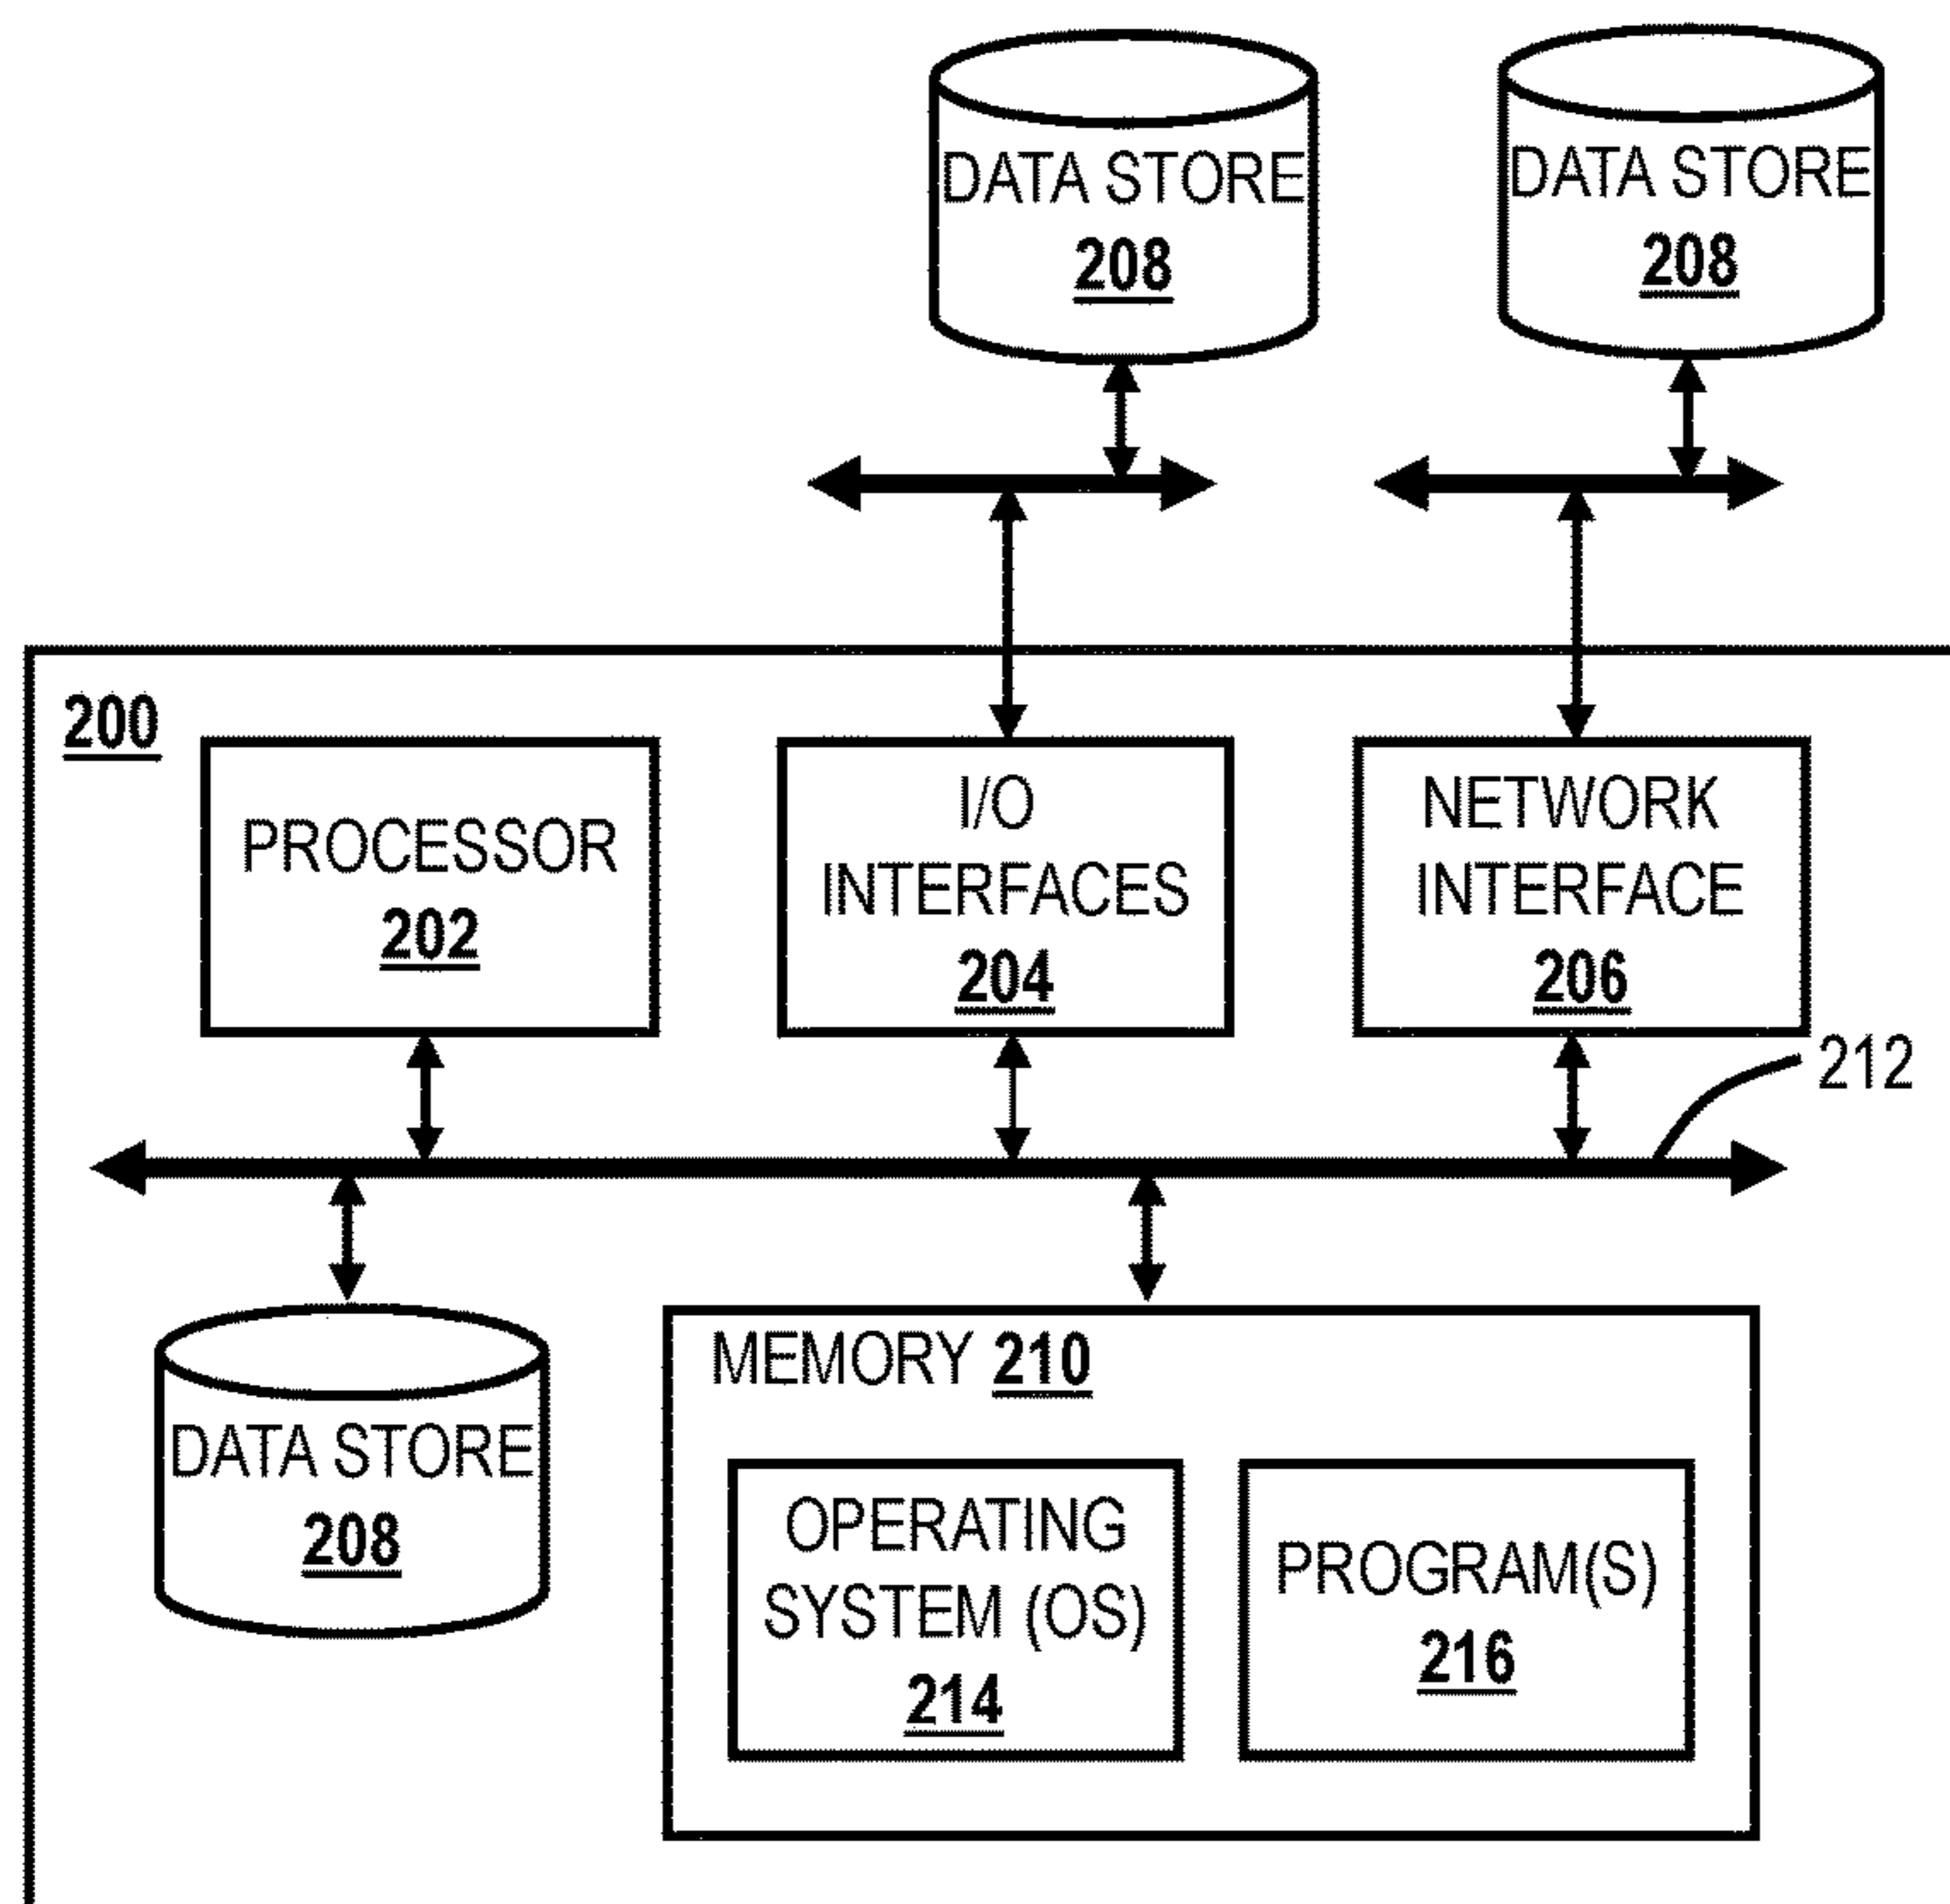 DATA STORE
208
DATA STORE
208
200
PROCESSOR
202
I/O
INTERFACES
204
NETWORK
INTERFACE
206
212
DATA STORE
208
MEMORY 210
OPERATING
SYSTEM (OS)
214
PROGRAM(S)
216